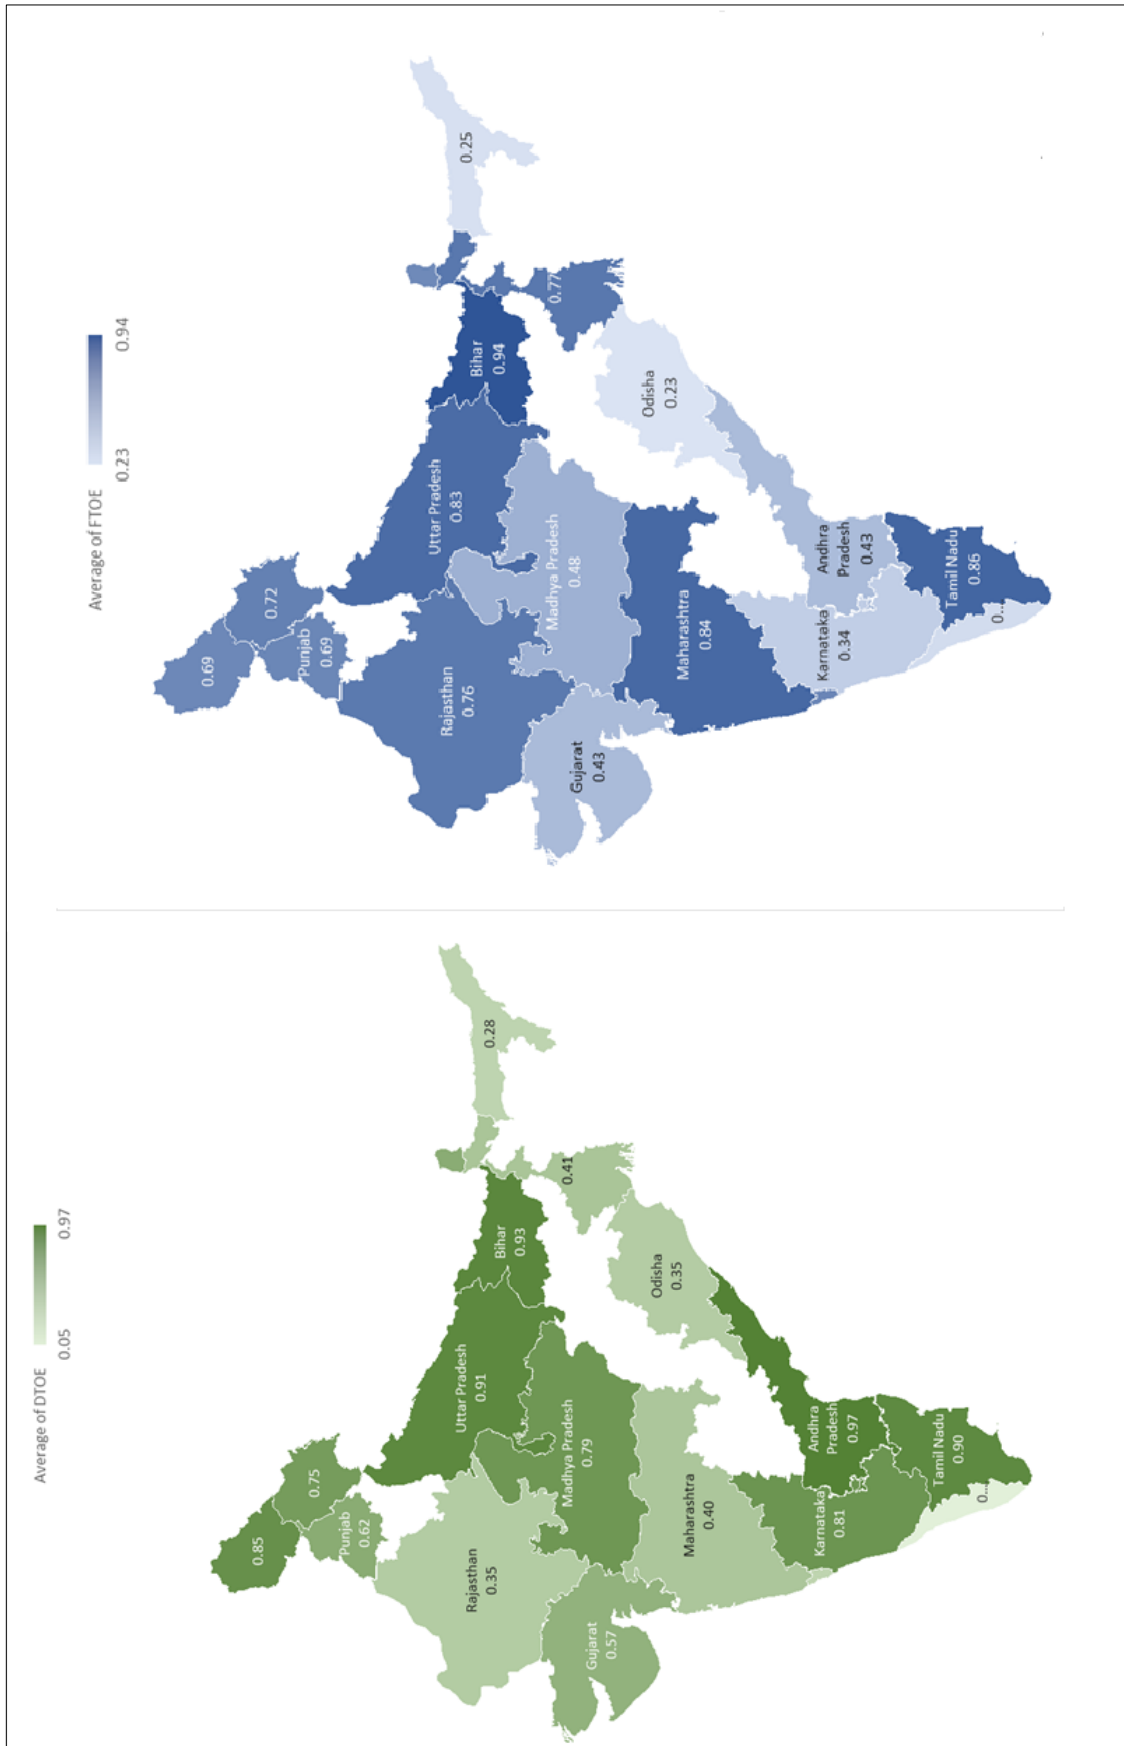 Average of DTOE
0.05
0.97
0.85
0.75
Punjab
0.62
Rajasthan
0.35
Uttar Pradesh
0.91
Bihar
0.93
0.28
0.41
Gujarat
0.57
Madhya Pradesh
0.79
Odisha
0.35
Maharashtra
0.40
Andhra
Pradesh
0.97
Karnataka
0.81
Tamil Nadu
0.90
0...
Average of FTOE
0.23
0.94
0.69
0.72
Punjab
0.69
Rajasthan
0.76
Uttar Pradesh
0.83
Bihar
0.94
0.25
0.77
Gujarat
0.43
Madhya Pradesh
0.48
Odisha
0.23
Maharashtra
0.84
Andhra
Pradesh
0.43
Karnataka
0.34
Tamil Nadu
0.86
0...